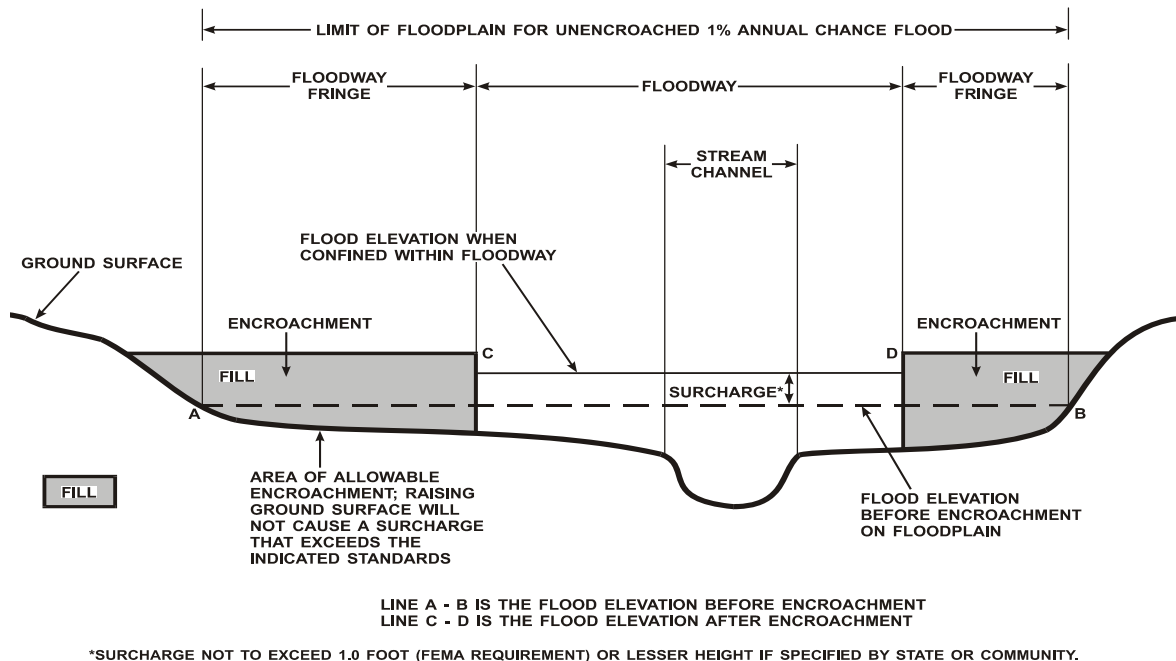 LIMIT OF FLOODPLAIN FOR UNENCROACHED 1% ANNUAL CHANCE FLOOD
FLOODWAY
FRINGE
FLOODWAY
FLOODWAY
FRINGE
STREAM
CHANNEL
FLOOD ELEVATION WHEN
CONFINED WITHIN FLOODWAY
GROUND SURFACE
ENCROACHMENT
ENCROACHMENT
C
D
FILL
FILL
SURCHARGE*
A
B
AREA OF ALLOWABLE
ENCROACHMENT; RAISING
GROUND SURFACE WILL
NOT CAUSE A SURCHARGE
THAT EXCEEDS THE
INDICATED STANDARDS
FILL
FLOOD ELEVATION
BEFORE ENCROACHMENT
ON FLOODPLAIN
LINE A - B IS THE FLOOD ELEVATION BEFORE ENCROACHMENT
LINE C - D IS THE FLOOD ELEVATION AFTER ENCROACHMENT
*SURCHARGE NOT TO EXCEED 1.0 FOOT (FEMA REQUIREMENT) OR LESSER HEIGHT IF SPECIFIED BY STATE OR COMMUNITY.